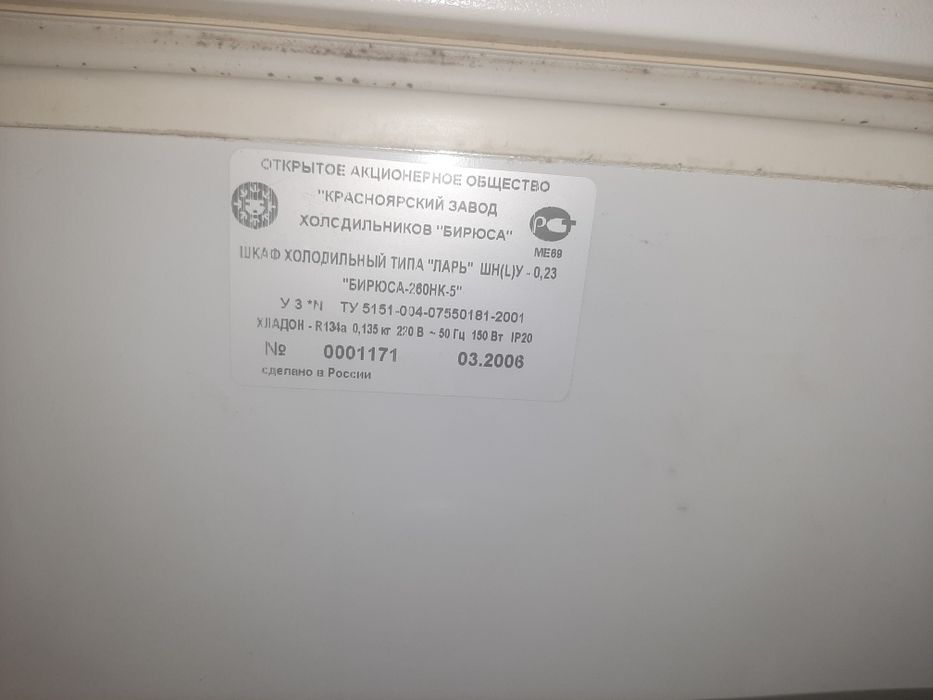 ОТКРЫТОЕ АКЦИОНЕРНОЕ ОБЩЕСТВО
"КРАСНОЯРСКИЙ ЗАВОД
ХОЛОДИЛЬНИКОВ "БИРЮСА"
РСТ
МЕ69
ШКАФ ХОЛОДИЛЬНЫЙ ТИПА "ЛАРЬ" ШН(L)У - 0,23
"БИРЮСА-260НК-5"
У 3 *N ТУ 5151-004-07550181-2001
ХЛАДОН - R134a 0,135 кг 220 В ~ 50 Гц 150 Вт IP20
№ 0001171 03.2006
сделано в России